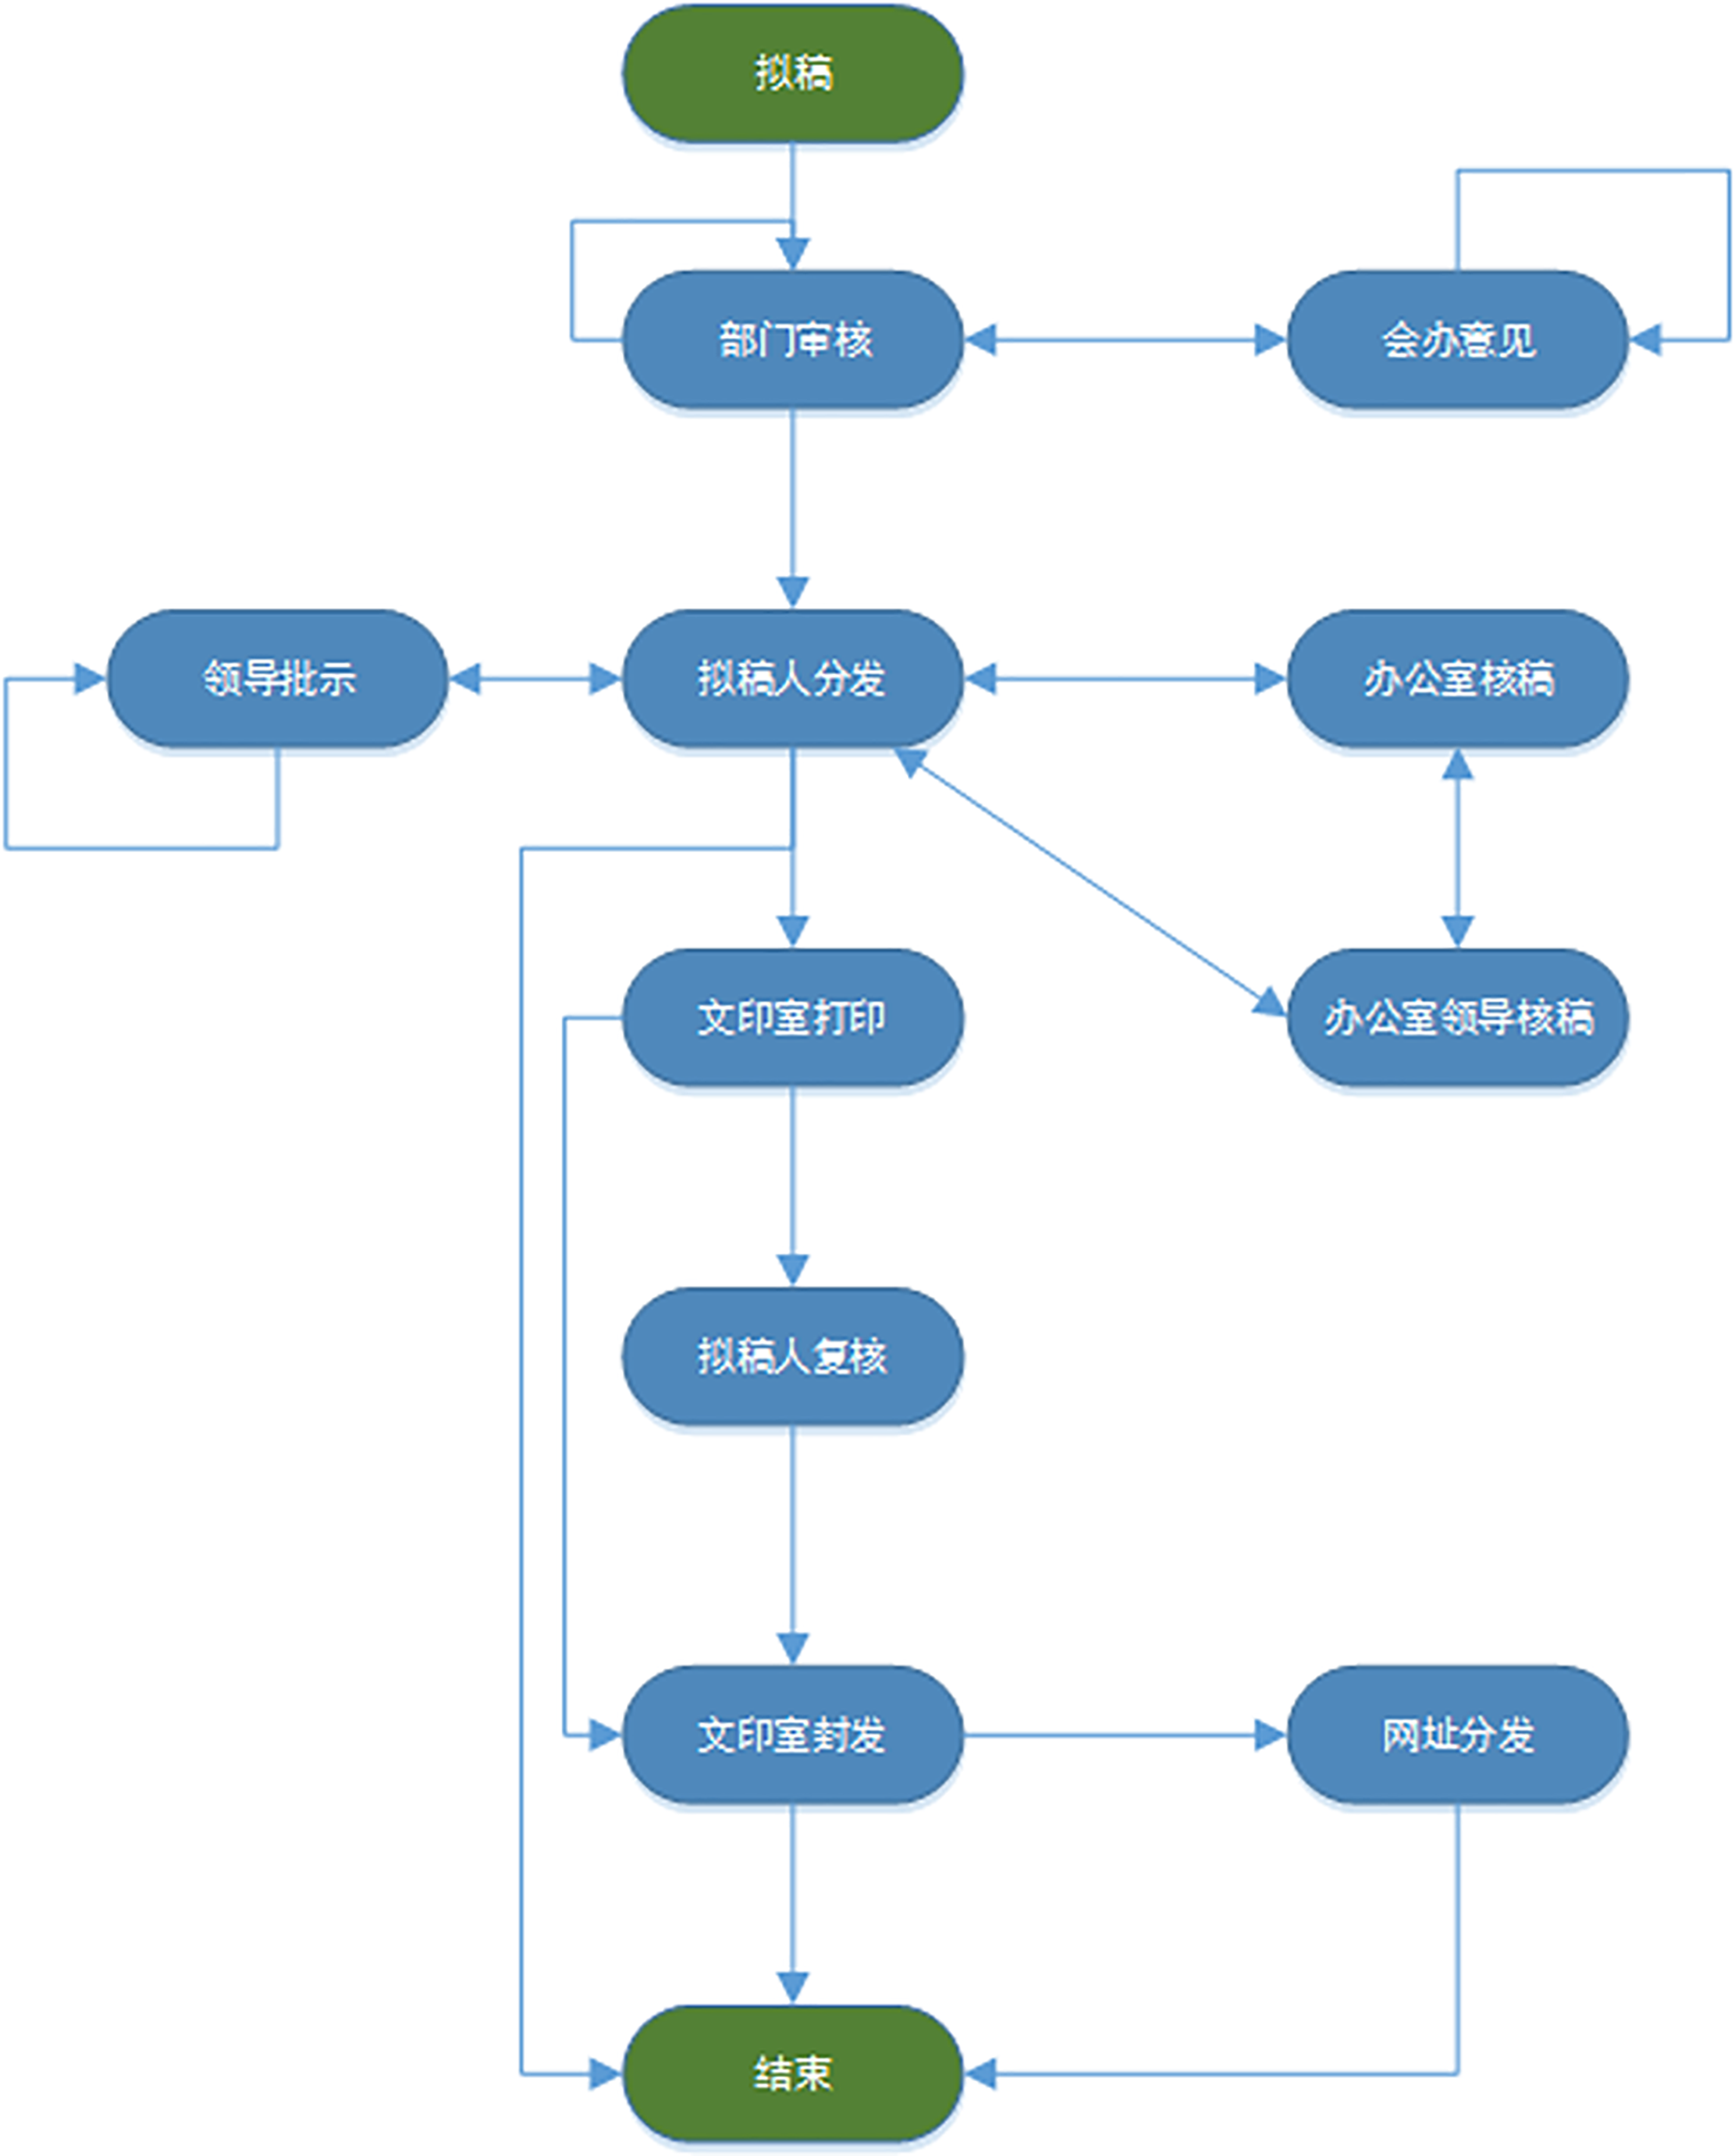 拟稿
部门审核
会办意见
领导批示
拟稿人分发
办公室核稿
文印室打印
办公室领导核稿
拟稿人复核
文印室封发
网址分发
结束